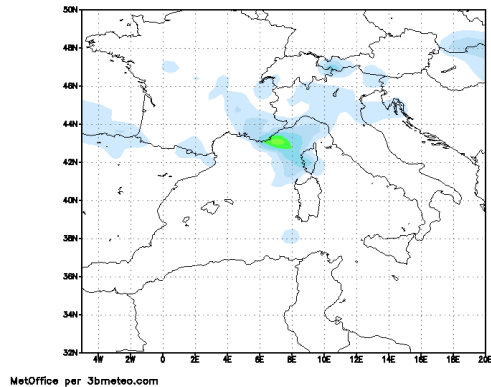 50N
48N
46N
44N
42N
40N
38N
36N
34N
32N
4W 2W 0 2E 4E 6E 8E 10E 12E 14E 16E 18E 20E
MetOffice per 3bmeteo.com